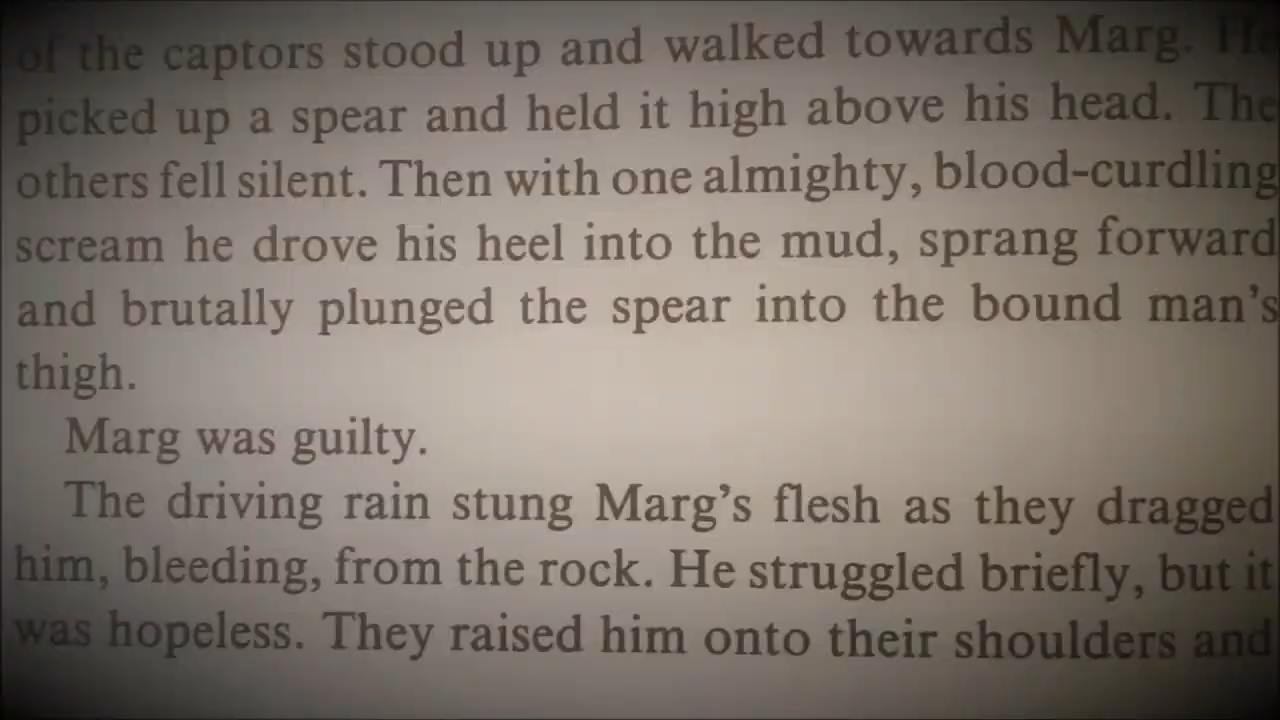 of the captors stood up and walked towards Marg. He
picked up a spear and held it high above his head. The
others fell silent. Then with one almighty, blood-curdling
scream he drove his heel into the mud, sprang forward
and brutally plunged the spear into the bound man's
thigh.
Marg was guilty.
The driving rain stung Marg's flesh as they dragged
him, bleeding, from the rock. He struggled briefly, but it
was hopeless. They raised him onto their shoulders and